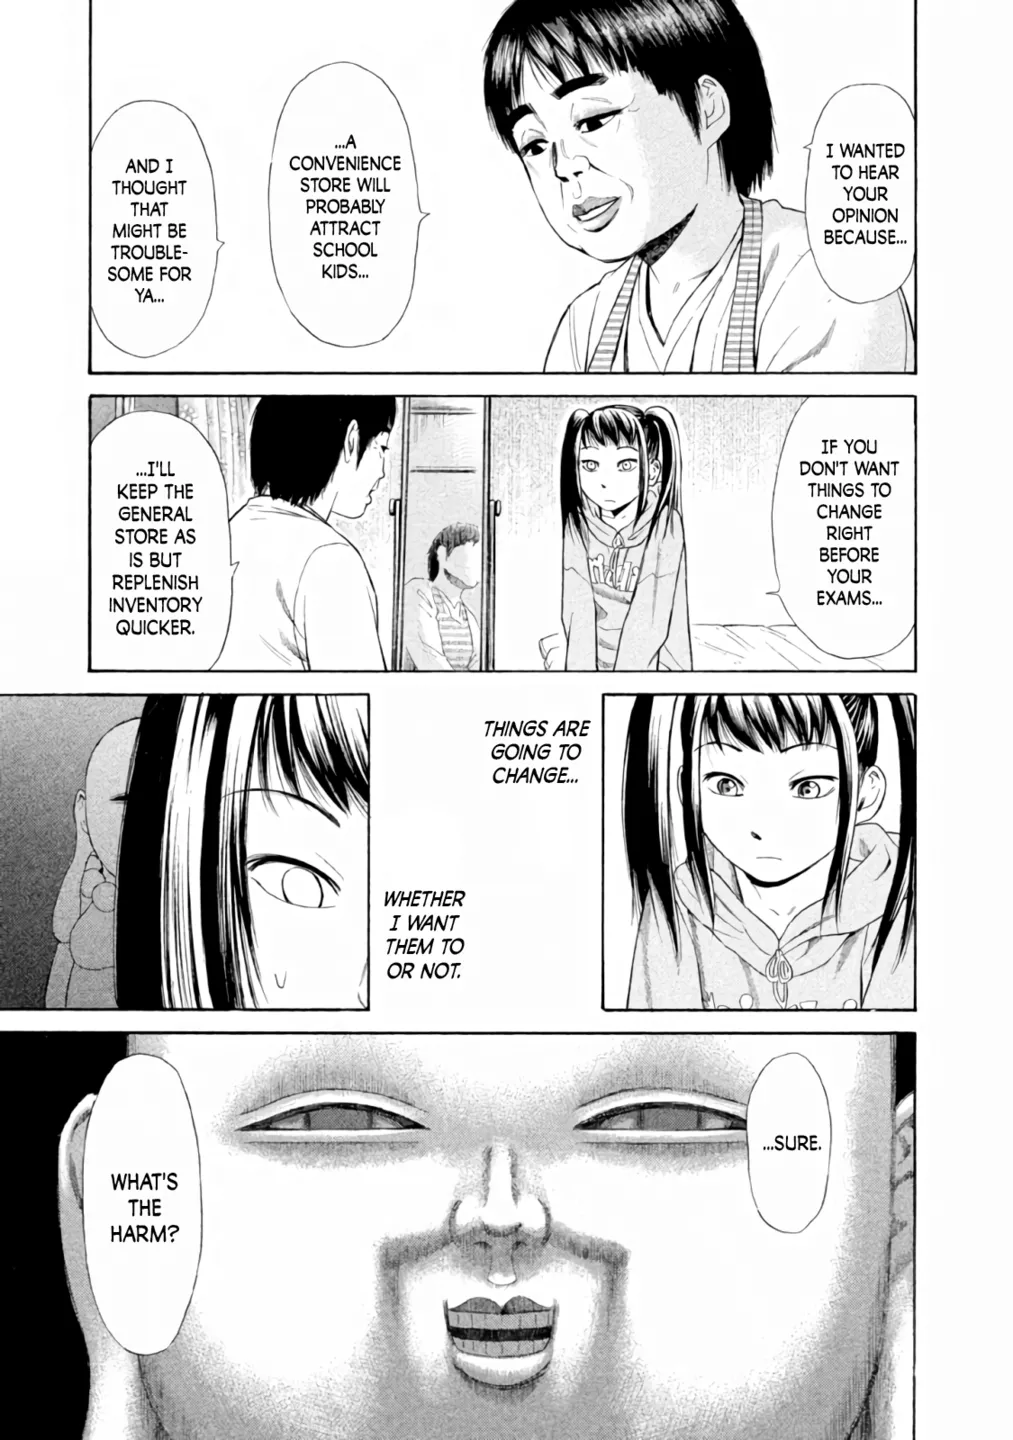 I WANTED
TO HEAR
YOUR
OPINION
BECAUSE...
...A
CONVENIENCE
STORE WILL
PROBABLY
ATTRACT
SCHOOL
KIDS...
AND I
THOUGHT
THAT
MIGHT BE
TROUBLE-
SOME FOR
YA...
IF YOU
DON'T WANT
THINGS TO
CHANGE
RIGHT
BEFORE
YOUR
EXAMS...
...I'LL
KEEP THE
GENERAL
STORE AS
IS BUT
REPLENISH
INVENTORY
QUICKER.
THINGS ARE
GOING TO
CHANGE...
WHETHER
I WANT
THEM TO
OR NOT.
...SURE.
WHAT'S
THE
HARM?